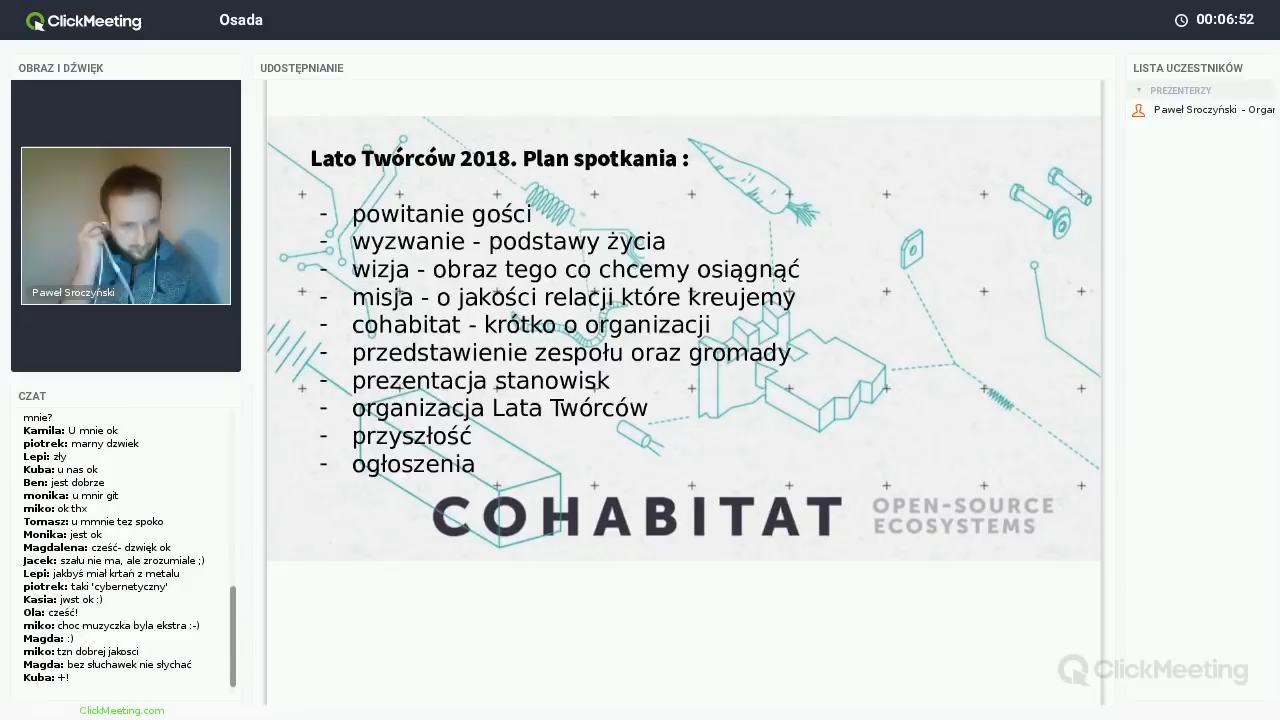 ClickMeeting
Osada
00:06:52
OBRAZ I DŹWIĘK
Paweł Sroczyński
CZAT
mnie?
Kamila: U mnie ok
piotrek: marny dzwiek
Lepi: zły
Kuba: u nas ok
Ben: jest dobrze
monika: u mnir git
miko: ok thx
Tomasz: u mmnie tez spoko
Monika: jest ok
Magdalena: cześć- dzwięk ok
Jacek: szału nie ma, ale zrozumiale ;)
Lepi: jakbyś miał krtań z metalu
piotrek: taki 'cybernetyczny'
Kasia: jwst ok :)
Ola: cześć!
miko: choc muzyczka byla ekstra :-)
Magda: :)
miko: tzn dobrej jakosci
Magda: bez słuchawek nie słychać
Kuba: +!
ClickMeeting.com
UDOSTĘPNIANIE
Lato Twórców 2018. Plan spotkania :
- powitanie gości
- wyzwanie - podstawy życia
- wizja - obraz tego co chcemy osiągnąć
- misja - o jakości relacji które kreujemy
- cohabitat - krótko o organizacji
- przedstawienie zespołu oraz gromady
- prezentacja stanowisk
- organizacja Lata Twórców
- przyszłość
- ogłoszenia
COHABITAT
OPEN-SOURCE
ECOSYSTEMS
LISTA UCZESTNIKÓW
PREZENTERZY
Paweł Sroczyński - Orgar
ClickMeeting